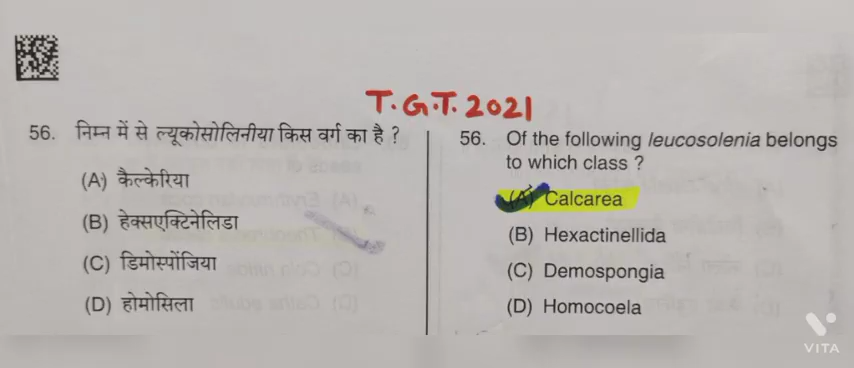 T.G.T. 2021
56. निम्न में से ल्यूकोसोलिनीया किस वर्ग का है ?
(A) कैल्केरिया
(B) हेक्सएक्टिनेलिडा
(C) डिमोस्पोंजिया
(D) होमोसिला
56. Of the following leucosolenia belongs
to which class ?
(A) Calcarea
(B) Hexactinellida
(C) Demospongia
(D) Homocoela
VITA